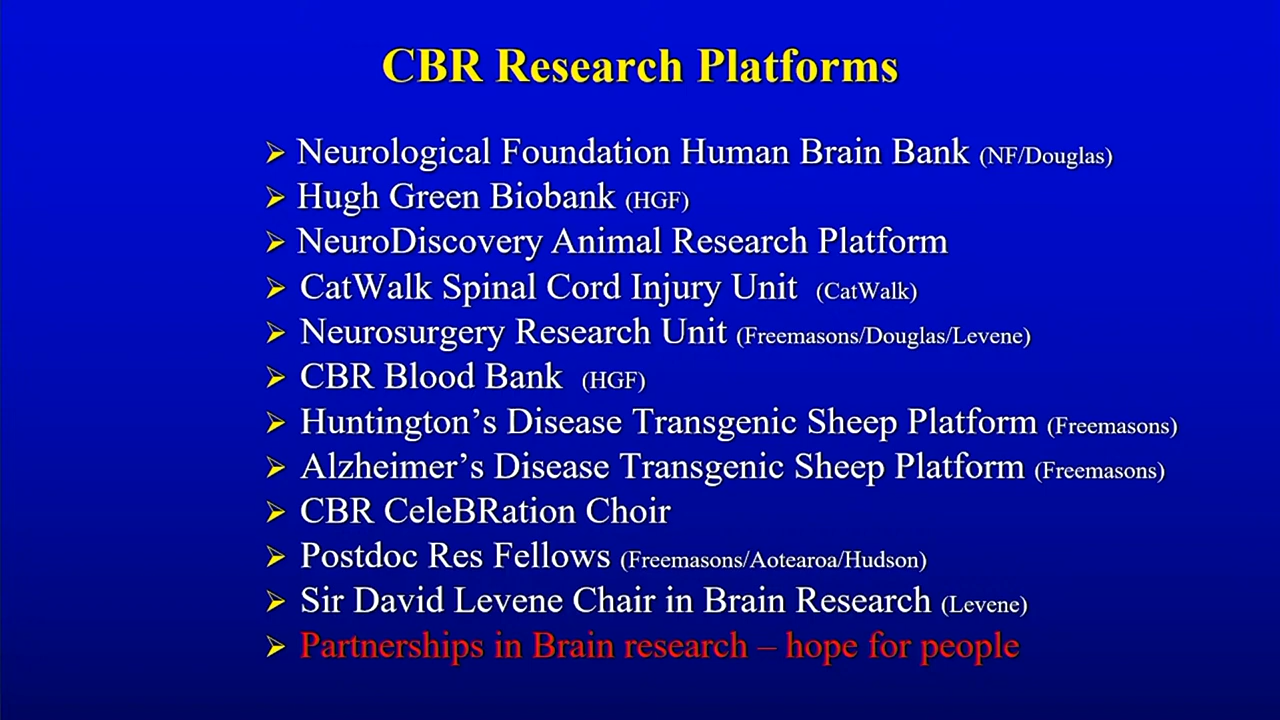 CBR Research Platforms
➢ Neurological Foundation Human Brain Bank (NF/Douglas)
➢ Hugh Green Biobank (HGF)
➢ NeuroDiscovery Animal Research Platform
➢ CatWalk Spinal Cord Injury Unit (CatWalk)
➢ Neurosurgery Research Unit (Freemasons/Douglas/Levene)
➢ CBR Blood Bank (HGF)
➢ Huntington’s Disease Transgenic Sheep Platform (Freemasons)
➢ Alzheimer’s Disease Transgenic Sheep Platform (Freemasons)
➢ CBR CeleBRation Choir
➢ Postdoc Res Fellows (Freemasons/Aotearoa/Hudson)
➢ Sir David Levene Chair in Brain Research (Levene)
➢ Partnerships in Brain research – hope for people